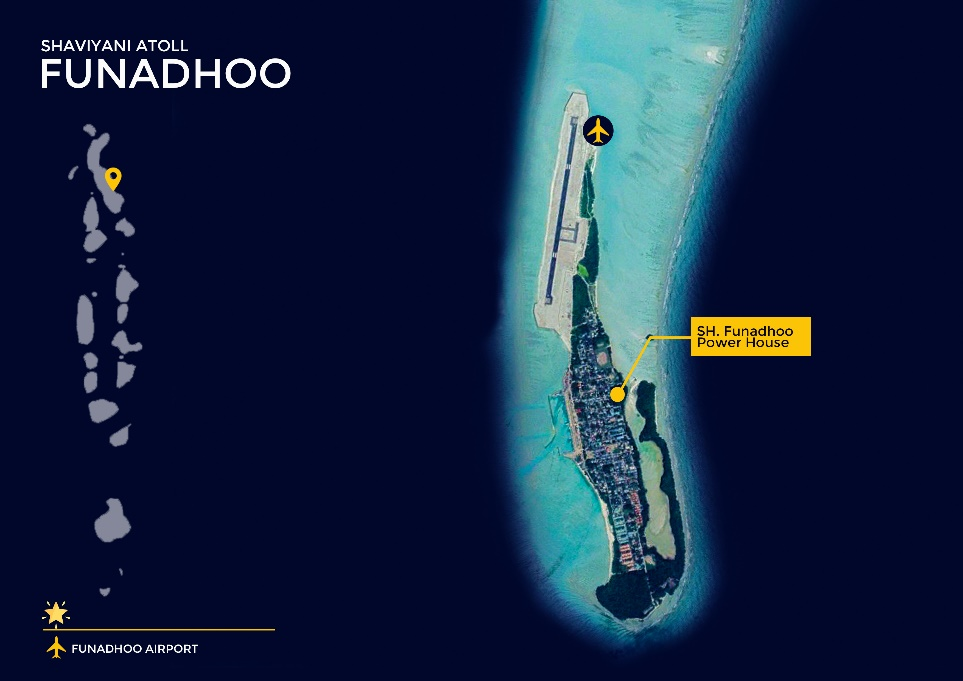 SHAVIYANI ATOLL
FUNADHOO
SH. Funadhoo
Power House
FUNADHOO AIRPORT